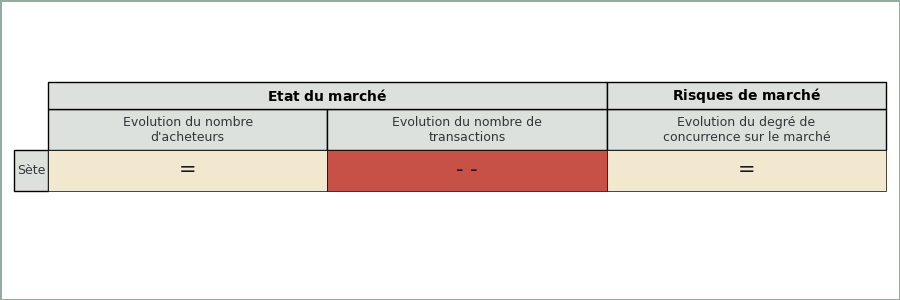 Etat du marché
Risques de marché
Evolution du nombre
d'acheteurs
Evolution du nombre de
transactions
Evolution du degré de
concurrence sur le marché
Sète
=
- -
=